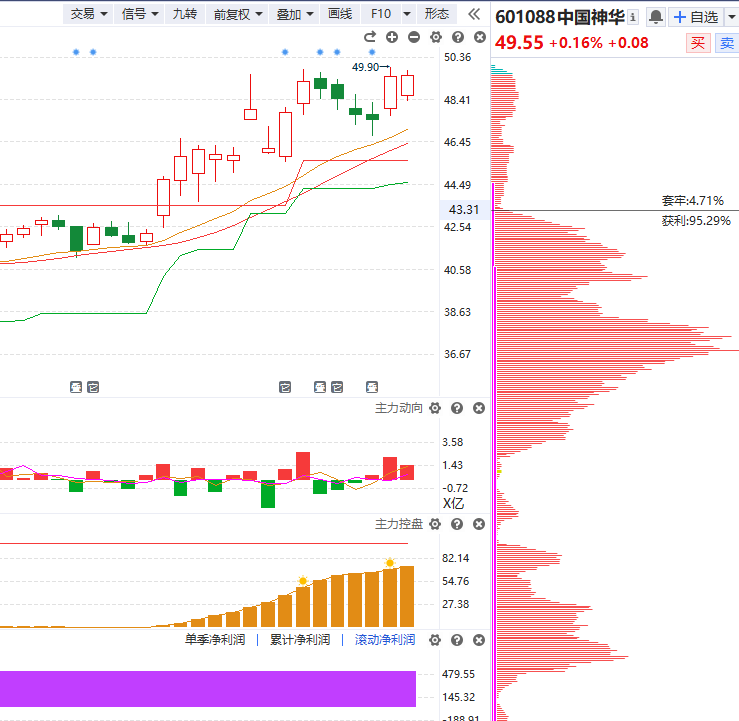 交易 信号 九转 前复权 叠加 画线 F10 形态
601088中国神华
自选
49.55 +0.16% +0.08
买 卖
50.36
49.90
48.41
46.45
44.49
43.31
42.54
40.58
38.63
36.67
套牢:4.71%
获利:95.29%
主力动向
3.58
1.43
-0.72
X亿
主力控盘
82.14
54.76
27.38
单季净利润 | 累计净利润 | 滚动净利润
479.55
145.32
-188.91